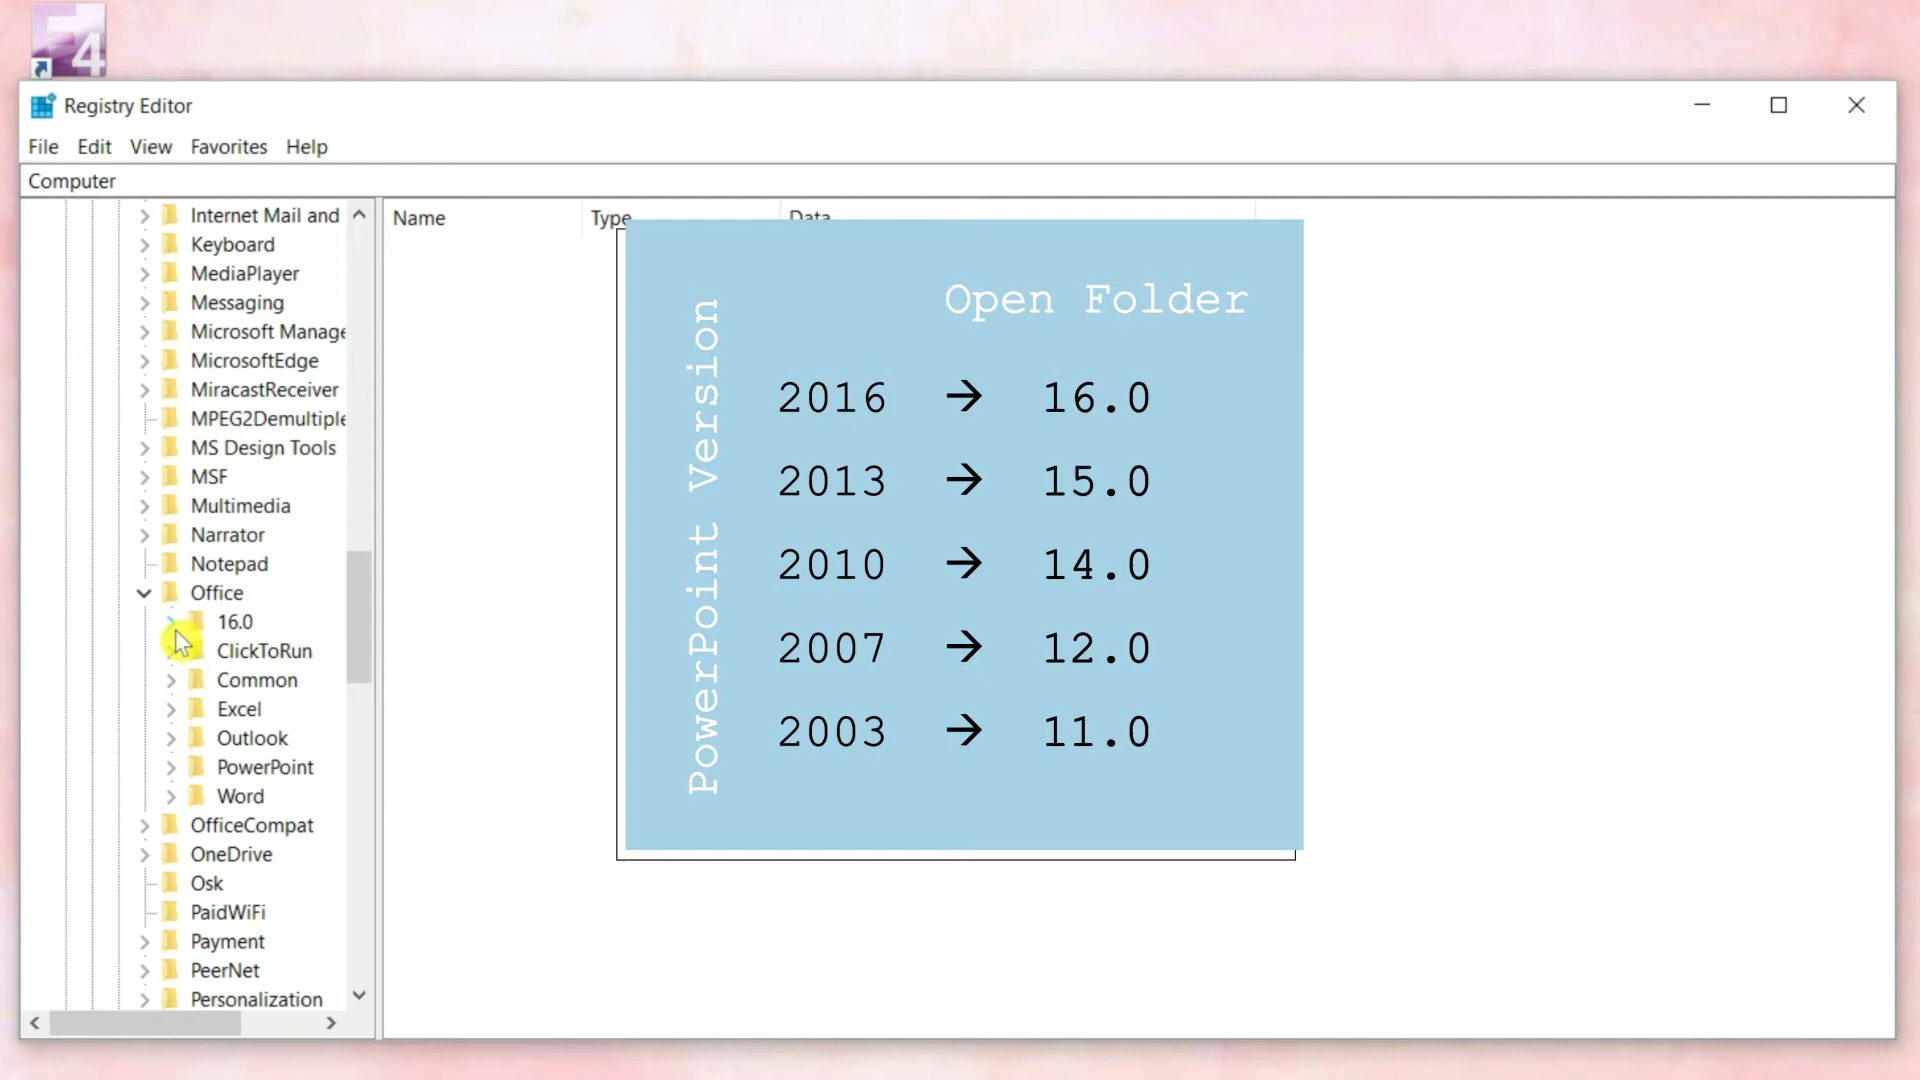 4
Registry Editor
File Edit View Favorites Help
Computer
Internet Mail and
Keyboard
MediaPlayer
Messaging
Microsoft Manage
MicrosoftEdge
MiracastReceiver
MPEG2Demultiple
MS Design Tools
MSF
Multimedia
Narrator
Notepad
Office
16.0
ClickToRun
Common
Excel
Outlook
PowerPoint
Word
OfficeCompat
OneDrive
Osk
PaidWiFi
Payment
PeerNet
Personalization
Name Type Data
Open Folder
PowerPoint Version
2016 → 16.0
2013 → 15.0
2010 → 14.0
2007 → 12.0
2003 → 11.0